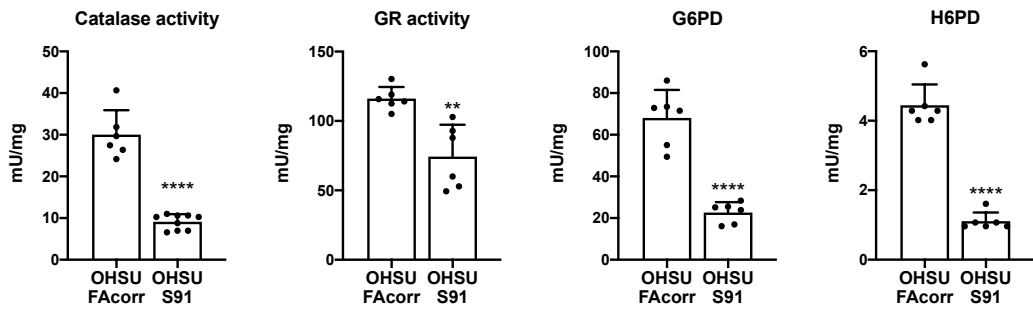 Catalase activity
mU/mg
50
40
30
20
10
0
****
OHSU
FAcorr
OHSU
S91
GR activity
mU/mg
150
100
50
0
**
OHSU
FAcorr
OHSU
S91
G6PD
mU/mg
100
80
60
40
20
0
****
OHSU
FAcorr
OHSU
S91
H6PD
mU/mg
6
4
2
0
****
OHSU
FAcorr
OHSU
S91